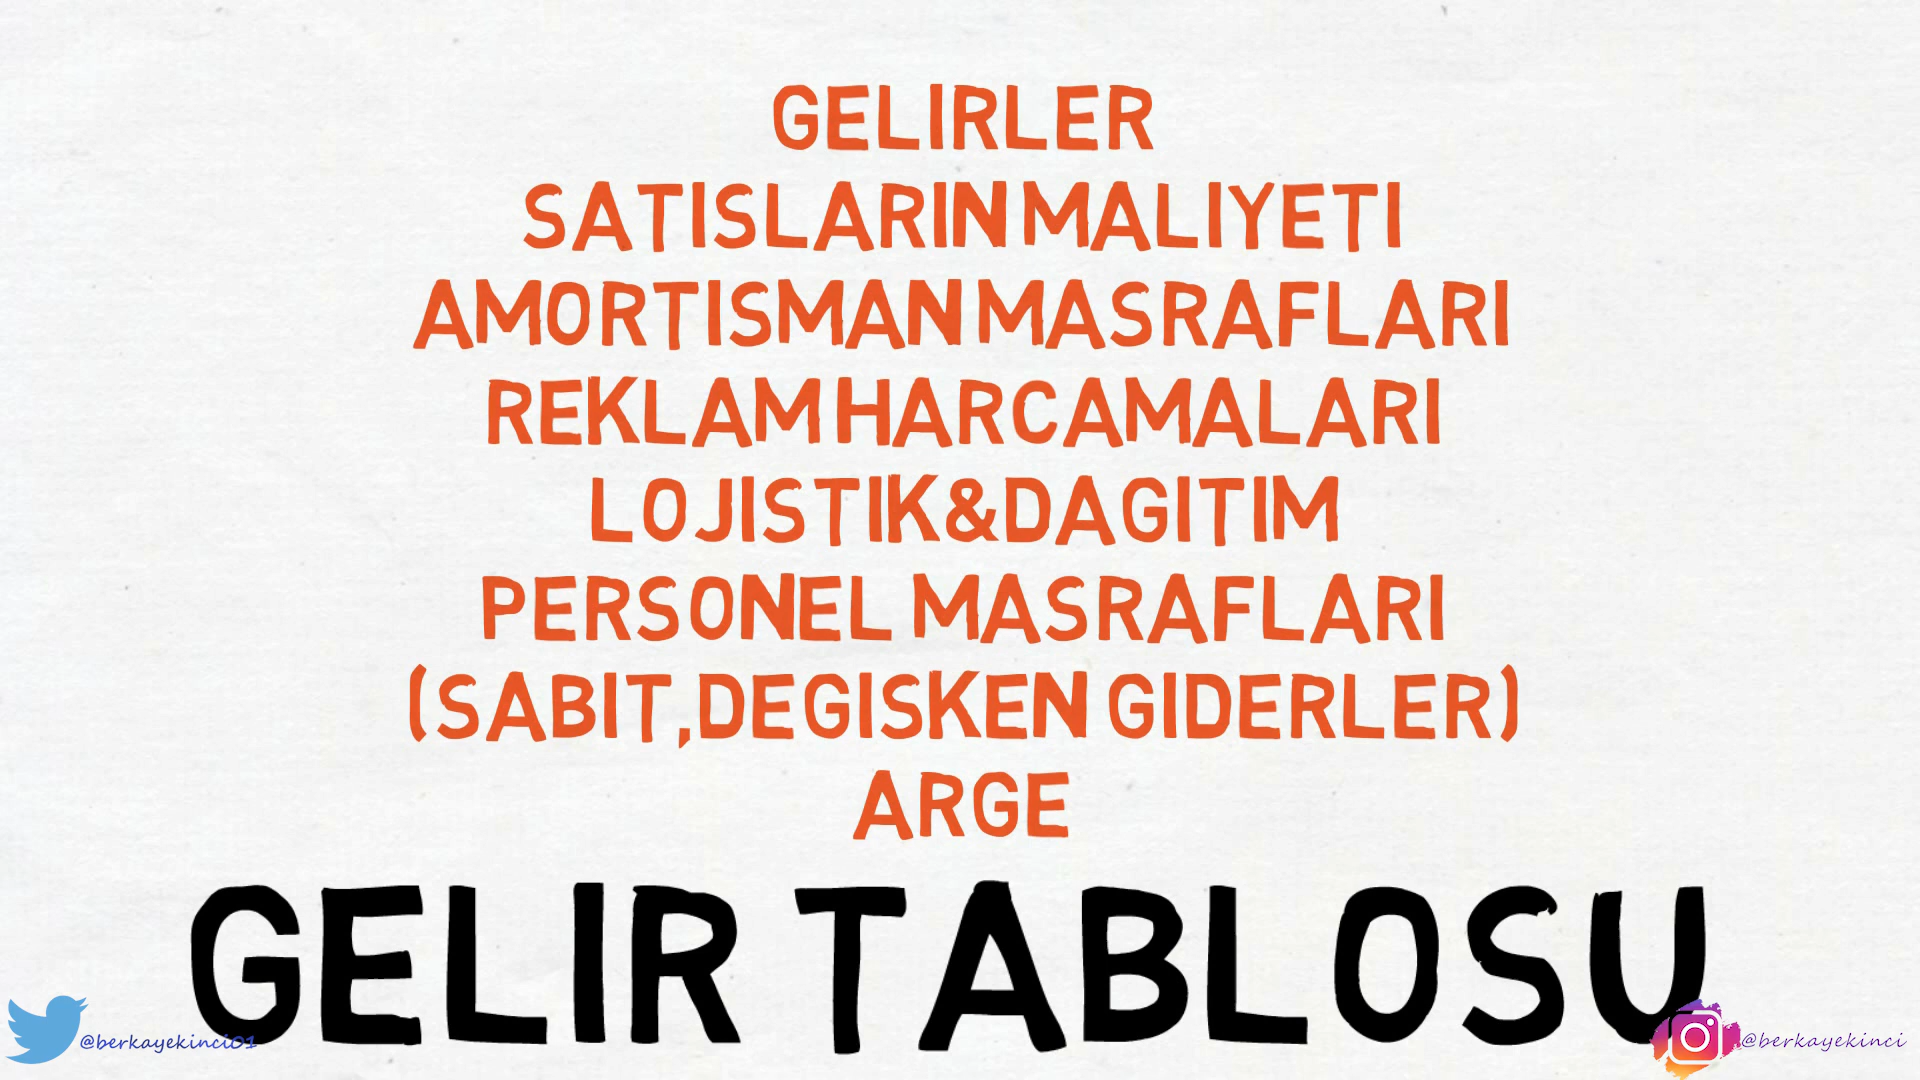 GELIRLER
SATISLARIN MALIYETI
AMORTISMAN MASRAFLARI
REKLAM HARCAMALARI
LOJISTIK&DAGITIM
PERSONEL MASRAFLARI
(SABIT,DEGISKEN GIDERLER)
ARGE
GELIR TABLOSU
@berkayekinci01
@berkayekinci